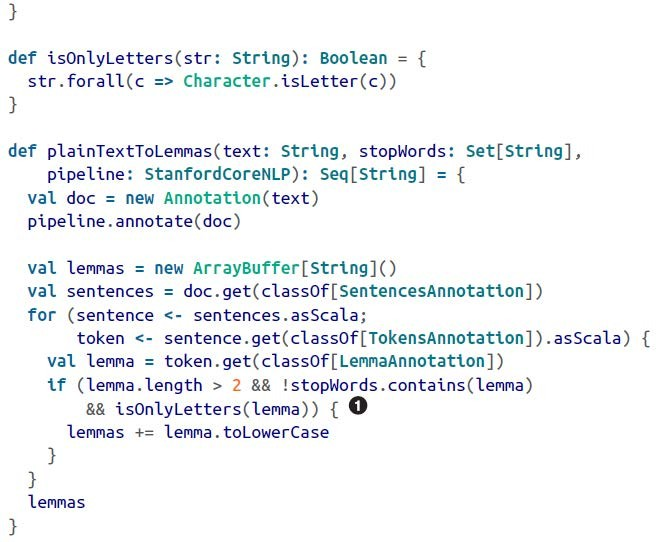 }

def isOnlyLetters(str: String): Boolean = {
  str.forall(c => Character.isLetter(c))
}

def plainTextToLemmas(text: String, stopWords: Set[String],
    pipeline: StanfordCoreNLP): Seq[String] = {
  val doc = new Annotation(text)
  pipeline.annotate(doc)

  val lemmas = new ArrayBuffer[String]()
  val sentences = doc.get(classOf[SentencesAnnotation])
  for (sentence <- sentences.asScala;
       token <- sentence.get(classOf[TokensAnnotation]).asScala) {
    val lemma = token.get(classOf[LemmaAnnotation])
    if (lemma.length > 2 && !stopWords.contains(lemma)
        && isOnlyLetters(lemma)) { ❶
      lemmas += lemma.toLowerCase
    }
  }
  lemmas
}